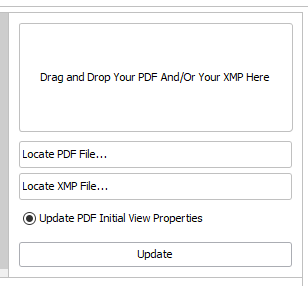 Drag and Drop Your PDF And/Or Your XMP Here
Locate PDF File...
Locate XMP File...
Update PDF Initial View Properties
Update